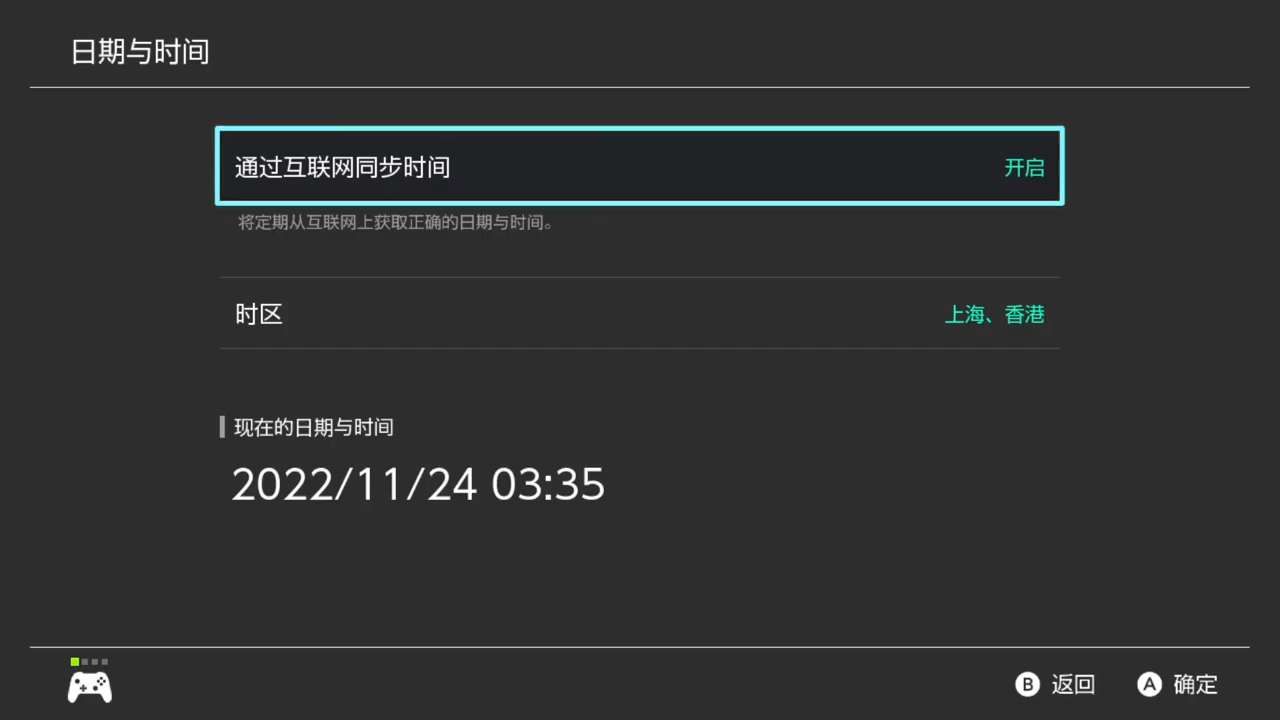 日期与时间
通过互联网同步时间 开启
将定期从互联网上获取正确的日期与时间。
时区 上海、香港
现在的日期与时间
2022/11/24 03:35
B 返回 A 确定